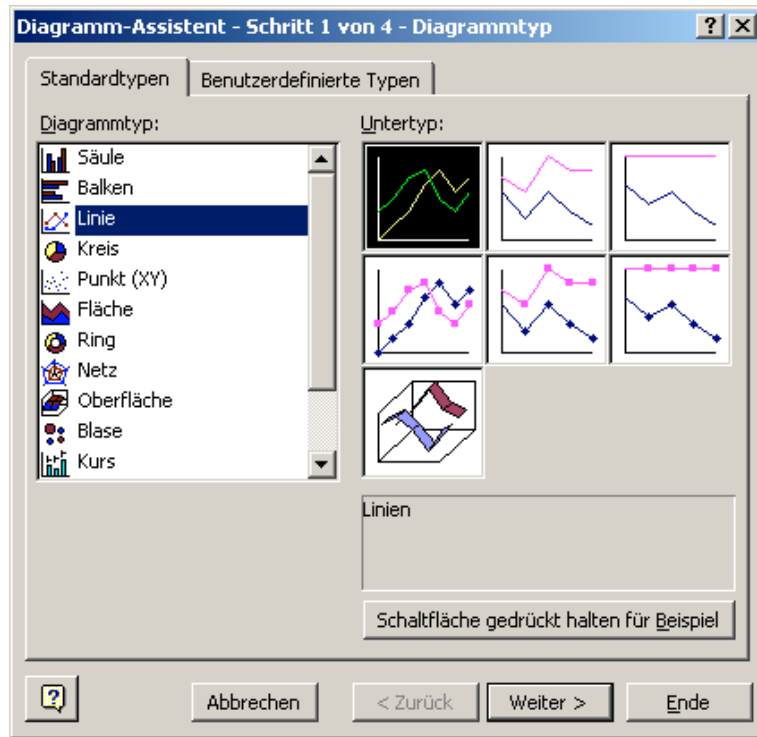 Diagramm-Assistent - Schritt 1 von 4 - Diagrammtyp
Standardtypen
Benutzerdefinierte Typen
Diagrammtyp:
Säule
Balken
Linie
Kreis
Punkt (XY)
Fläche
Ring
Netz
Oberfläche
Blase
Kurs
Untertyp:
Linien
Schaltfläche gedrückt halten für Beispiel
Abbrechen
< Zurück
Weiter >
Ende